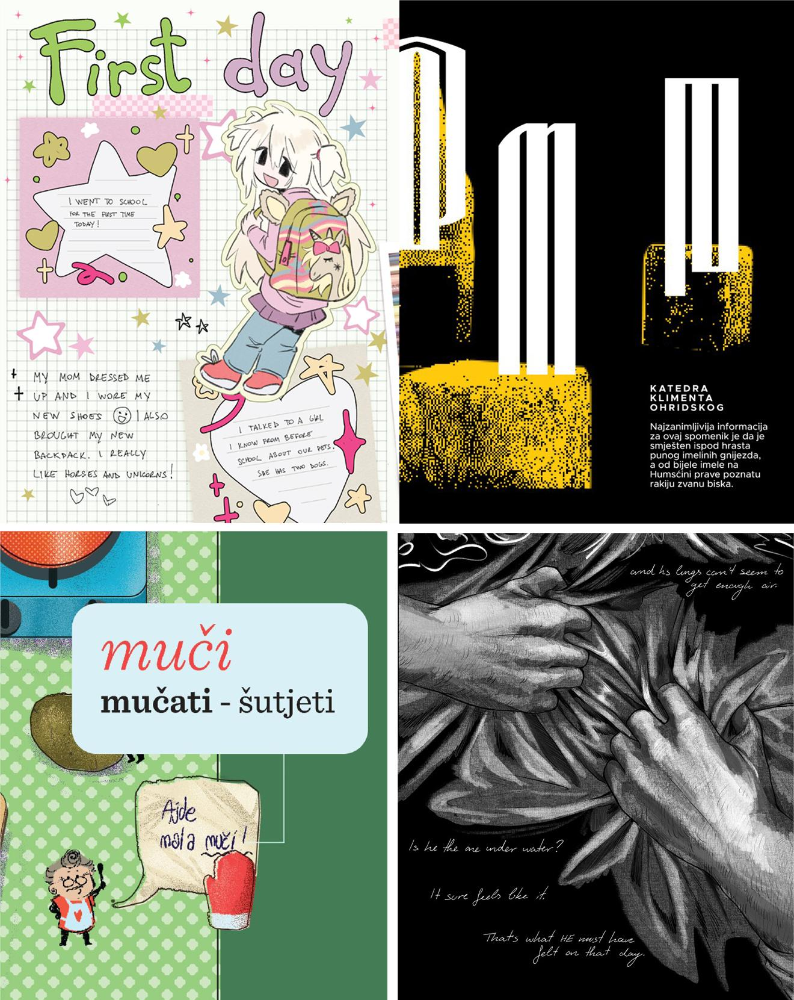 First day
I WENT TO SCHOOL
FOR THE FIRST TIME
TODAY!
MY MOM DRESSED ME
UP AND I WORE MY
NEW SHOES I ALSO
BROUGHT MY NEW
BACKPACK. I REALLY
LIKE HORSES AND UNICORNS!
I TALKED TO A GIRL
I KNOW FROM BEFORE
SCHOOL ABOUT OUR PETS.
SHE HAS TWO DOGS.
KATEDRA
KLIMENTA
OHRIDSKOG
Najzanimljivija informacija
za ovaj spomenik je da je
smješten ispod hrasta
punog imelinih gnijezda,
a od bijele imele na
Humsćini prave poznatu
rakiju zvanu biska.
muči
mučati - šutjeti
Ajde
mala muči!
and his lungs can't seem to
get enough air.
Is he the one under water?
It sure feels like it.
That's what HE must have
felt on that day.